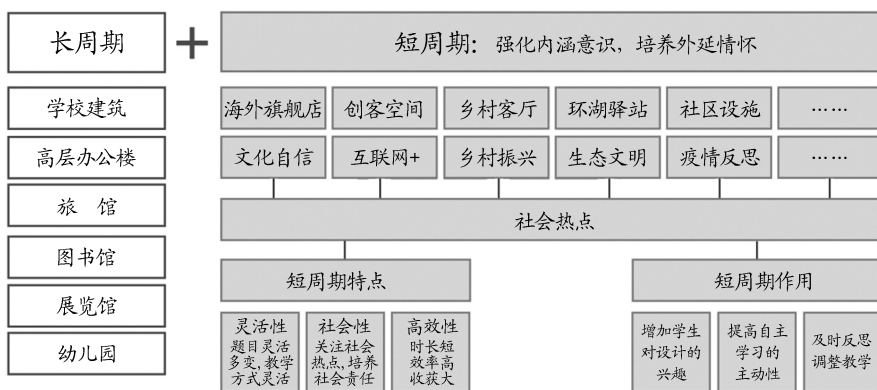 长周期
+
短周期：强化内涵意识，培养外延情怀
学校建筑
海外旗舰店
创客空间
乡村客厅
环湖驿站
社区设施
……
高层办公楼
文化自信
互联网+
乡村振兴
生态文明
疫情反思
……
旅 馆
社会热点
图书馆
短周期特点
短周期作用
展览馆
幼儿园
灵活性
题目灵活
多变，教学
方式灵活
社会性
关注社会
热点，培养
社会责任
高效性
时长短
效率高
收获大
增加学生
对设计的
兴趣
提高自主
学习的
主动性
及时反思
调整教学